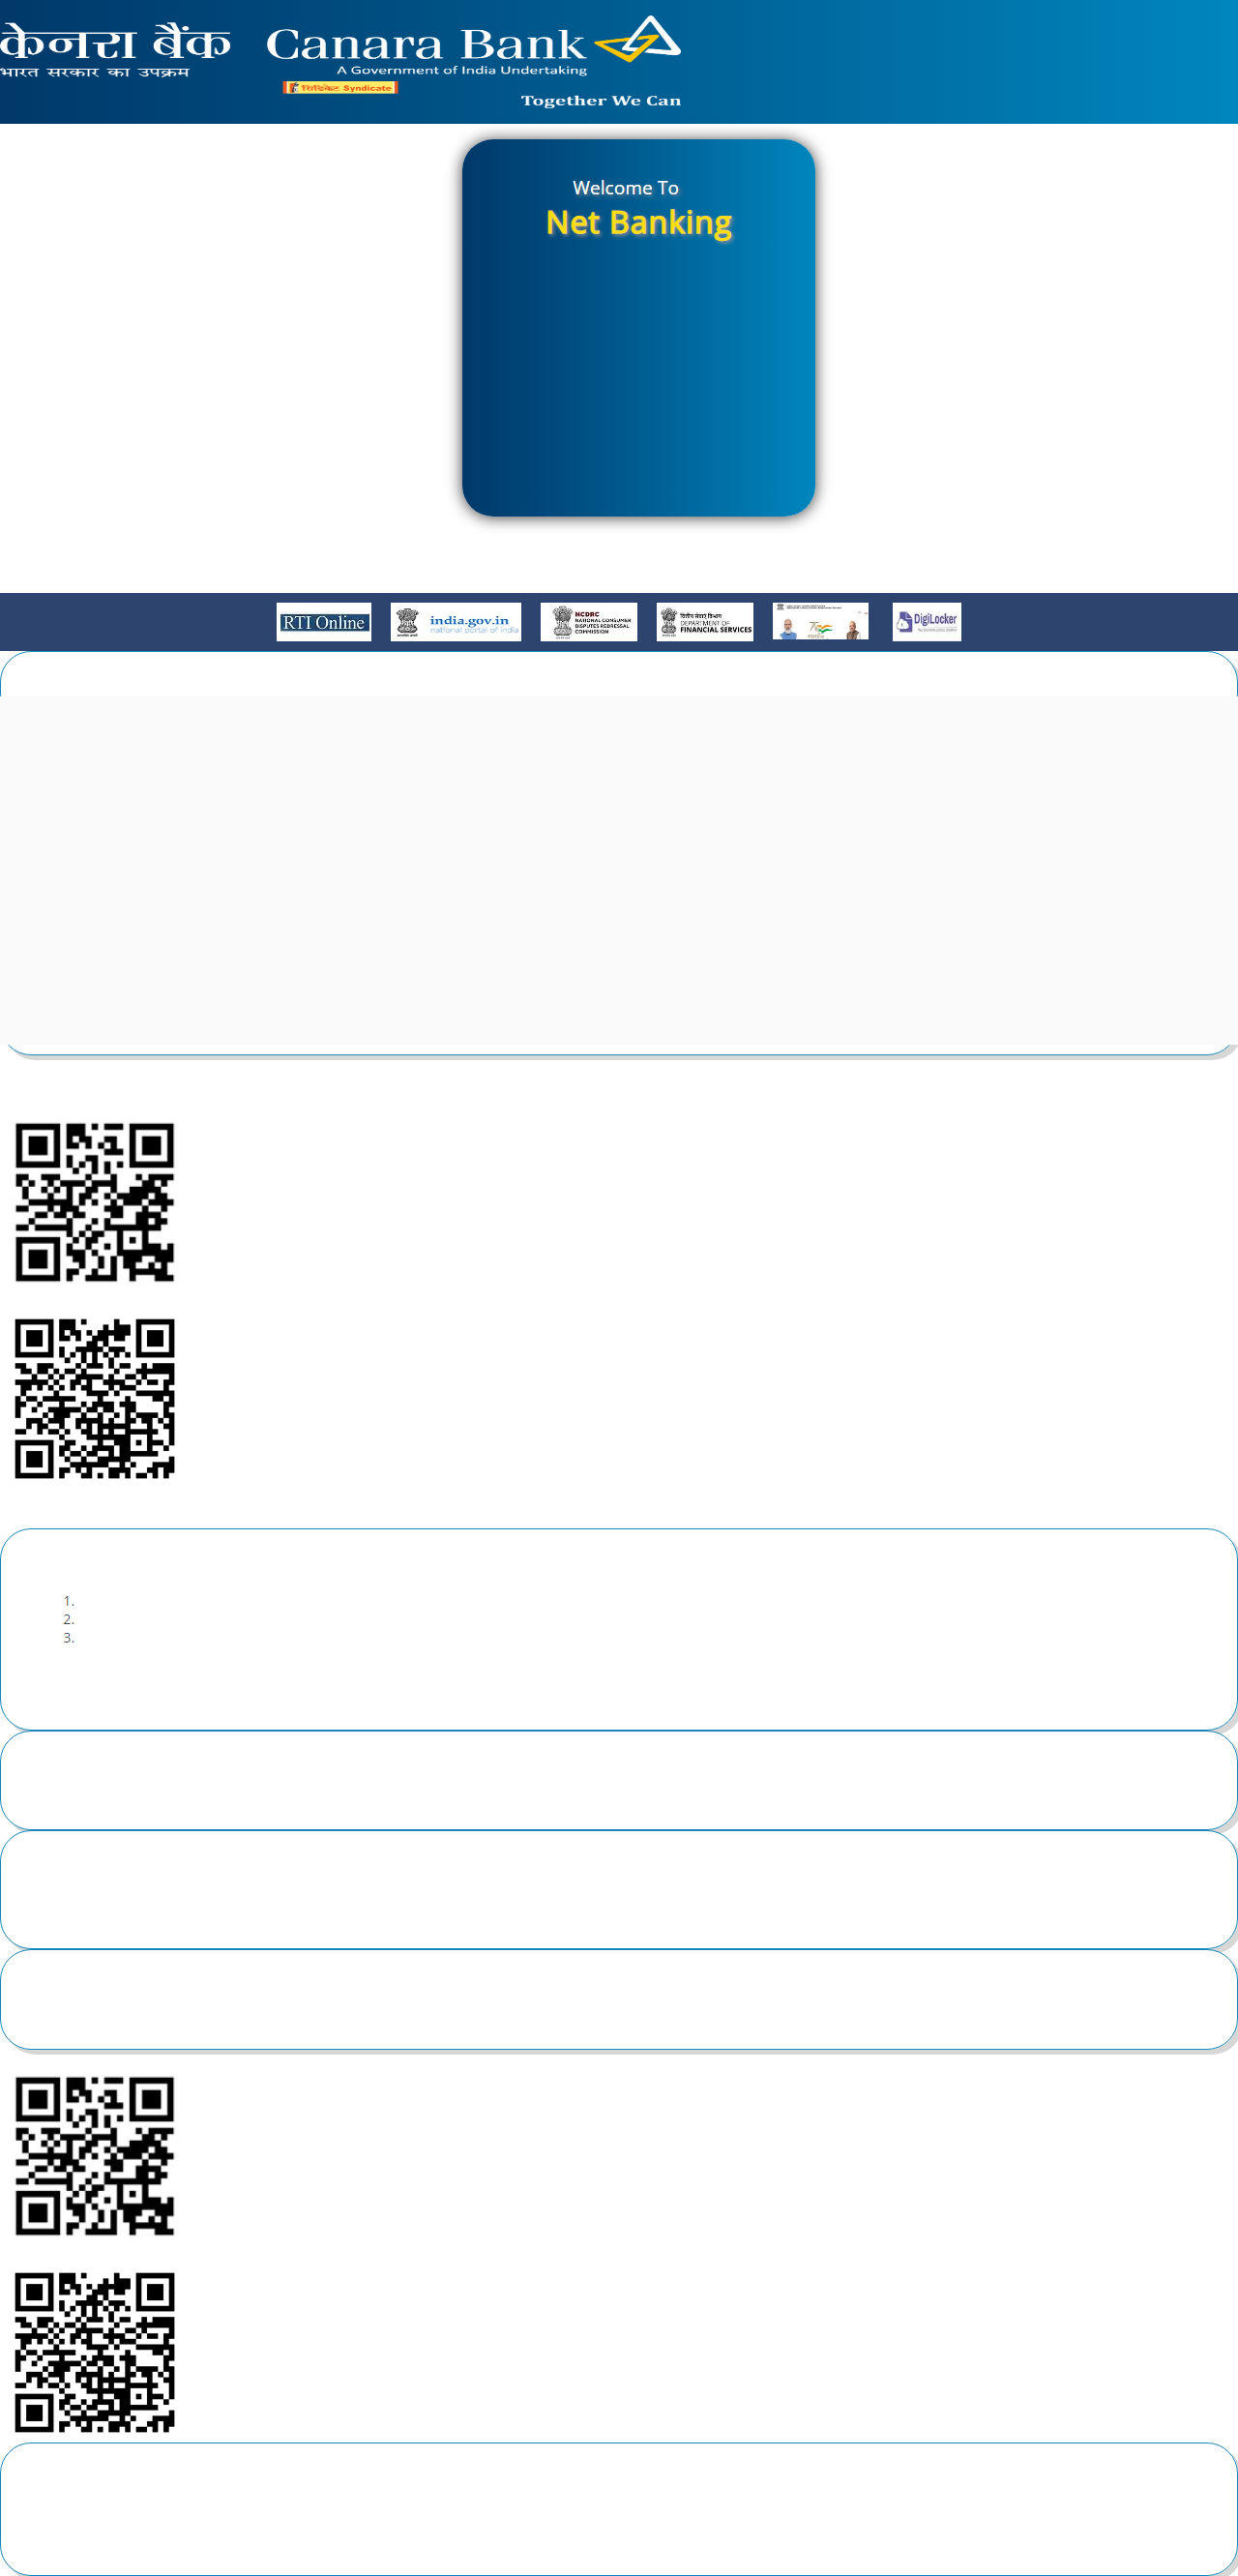 केनरा बैंक
भारत सरकार का उपक्रम
Canara Bank
A Government of India Undertaking
सिंडिकेट Syndicate
Together We Can
Welcome To
Net Banking
RTI Online
india.gov.in
national portal of India
NCDRC
NATIONAL CONSUMER
DISPUTES REDRESSAL
COMMISSION
वित्तीय सेवाएं विभाग
DEPARTMENT OF
FINANCIAL SERVICES
DigiLocker
1.
2.
3.